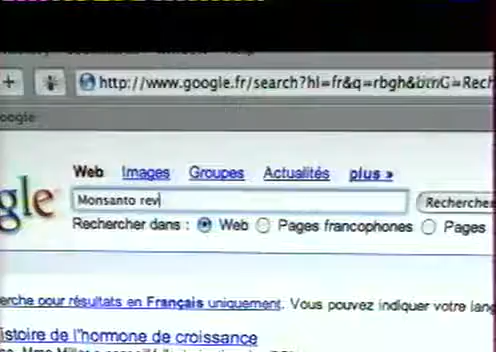 http://www.google.fr/search?hl=fr&q=rbgh&btnG=Rech
oogle
Web Images Groupes Actualités plus »
gle
Monsanto rev
Recherche
Rechercher dans : Web Pages francophones Pages
erche pour résultats en Français uniquement. Vous pouvez indiquer votre lang
istoire de l'hormone de croissance